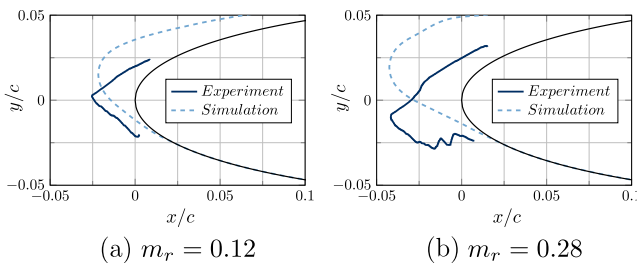 0.05
0
−0.05
y/c
−0.05
0
0.05
0.1
x/c
Experiment
Simulation
(a) m_r = 0.12
0.05
0
−0.05
y/c
−0.05
0
0.05
0.1
x/c
Experiment
Simulation
(b) m_r = 0.28